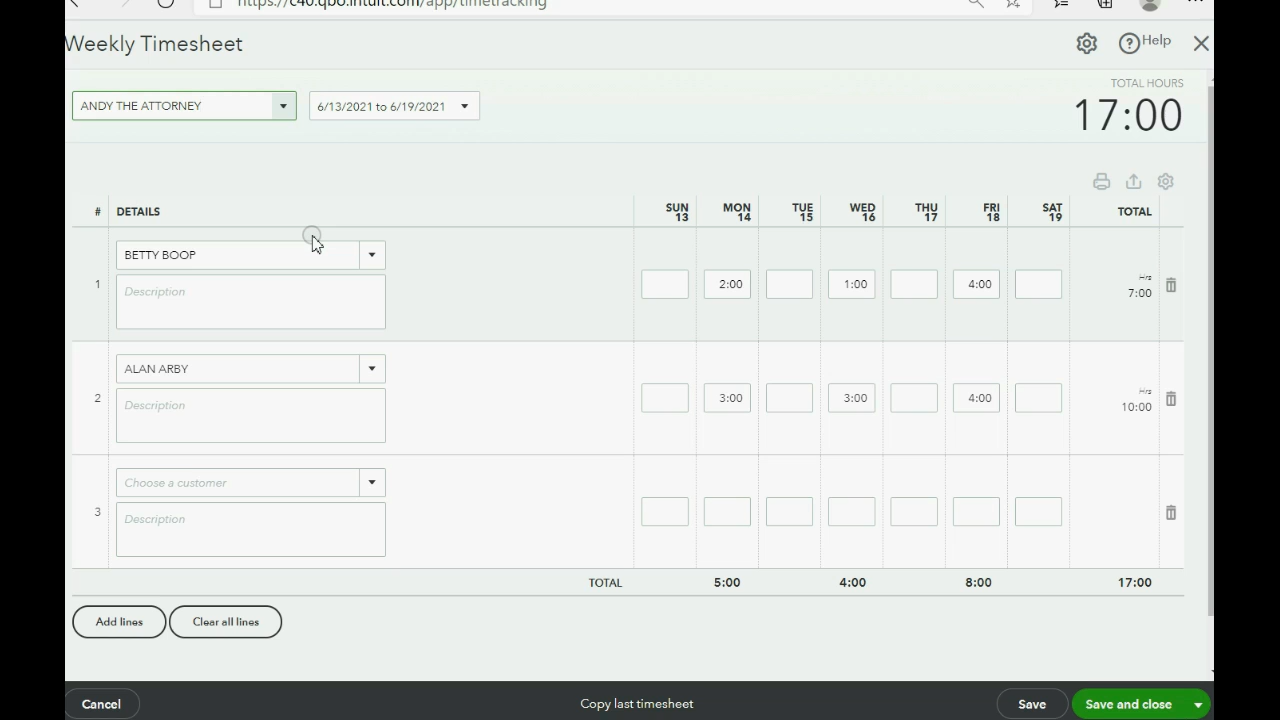 https://c40.qbo.intuit.com/app/timetracking
Weekly Timesheet
Help
ANDY THE ATTORNEY
6/13/2021 to 6/19/2021
TOTAL HOURS
17:00
# DETAILS SUN 13 MON 14 TUE 15 WED 16 THU 17 FRI 18 SAT 19 TOTAL
BETTY BOOP
1 Description 2:00 1:00 4:00 Hrs 7:00
ALAN ARBY
2 Description 3:00 3:00 4:00 Hrs 10:00
Choose a customer
3 Description
TOTAL 5:00 4:00 8:00 17:00
Add lines Clear all lines
Cancel Copy last timesheet Save Save and close